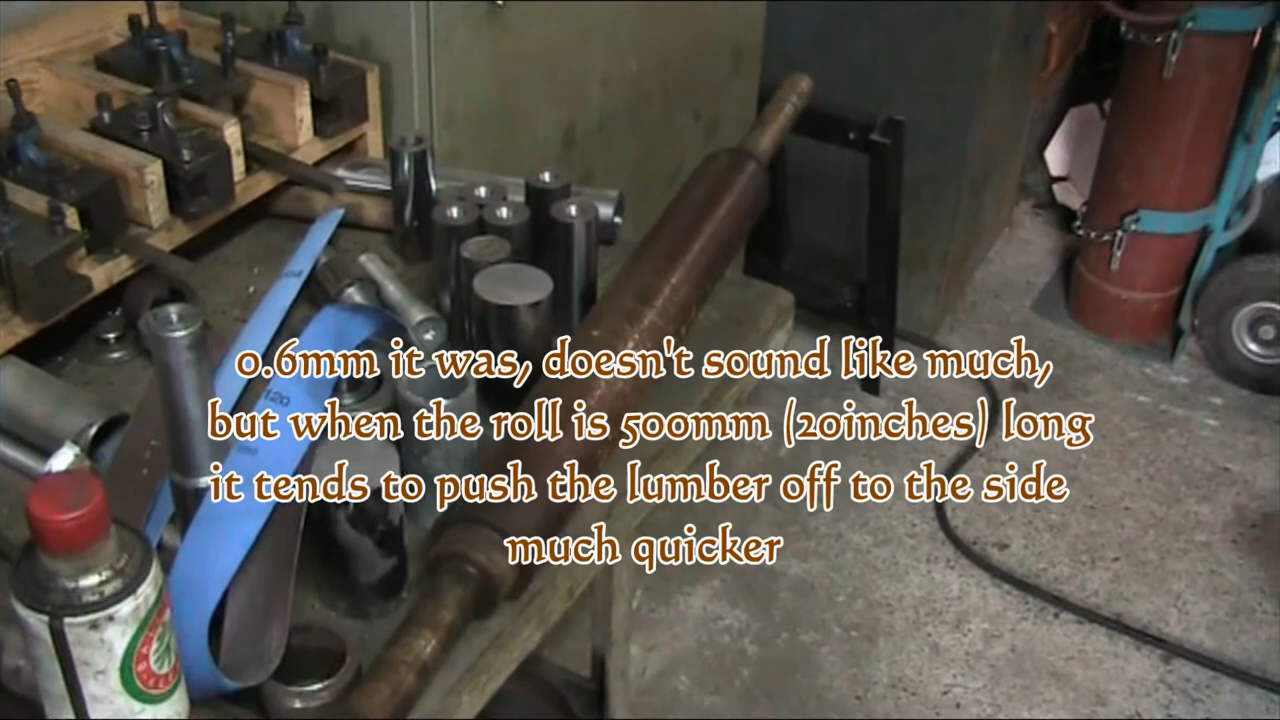 0.6mm it was, doesn't sound like much,
but when the roll is 500mm (20inches) long
it tends to push the lumber off to the side
much quicker
120